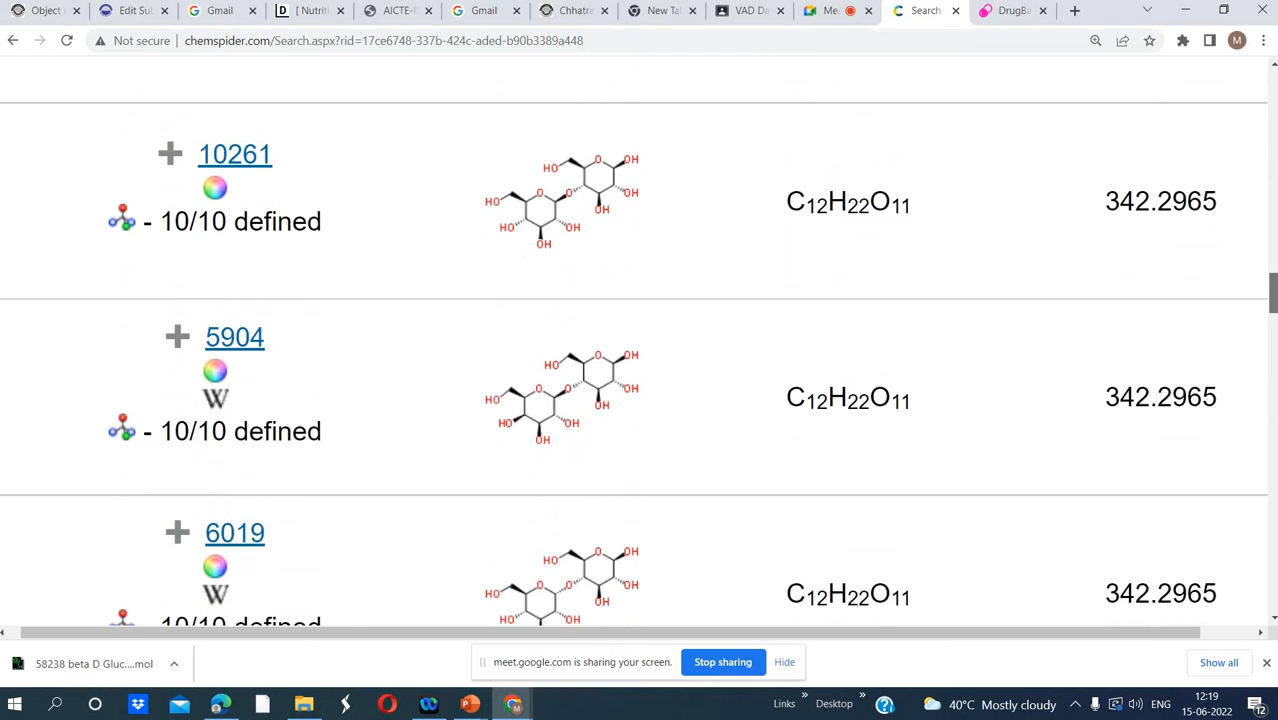 Object Edit Sul Gmail [ Nutriti AICTE-I Gmail Chhatra New Tal VAD Da Me Search DrugBa
Not secure chemspider.com/Search.aspx?rid=17ce6748-337b-424c-aded-b90b3389a448 M
10261
- 10/10 defined
HO O OH
HO O O OH
HO OH OH
OH
C12H22O11
342.2965
5904
W
- 10/10 defined
HO O OH
HO O O OH
HO OH OH
OH
C12H22O11
342.2965
6019
W
- 10/10 defined
HO O OH
HO O O OH
HO OH OH
C12H22O11
342.2965
58238 beta D Gluc....mol
meet.google.com is sharing your screen. Stop sharing Hide
Show all
Links » Desktop » 40°C Mostly cloudy ENG 12:19
15-06-2022 12